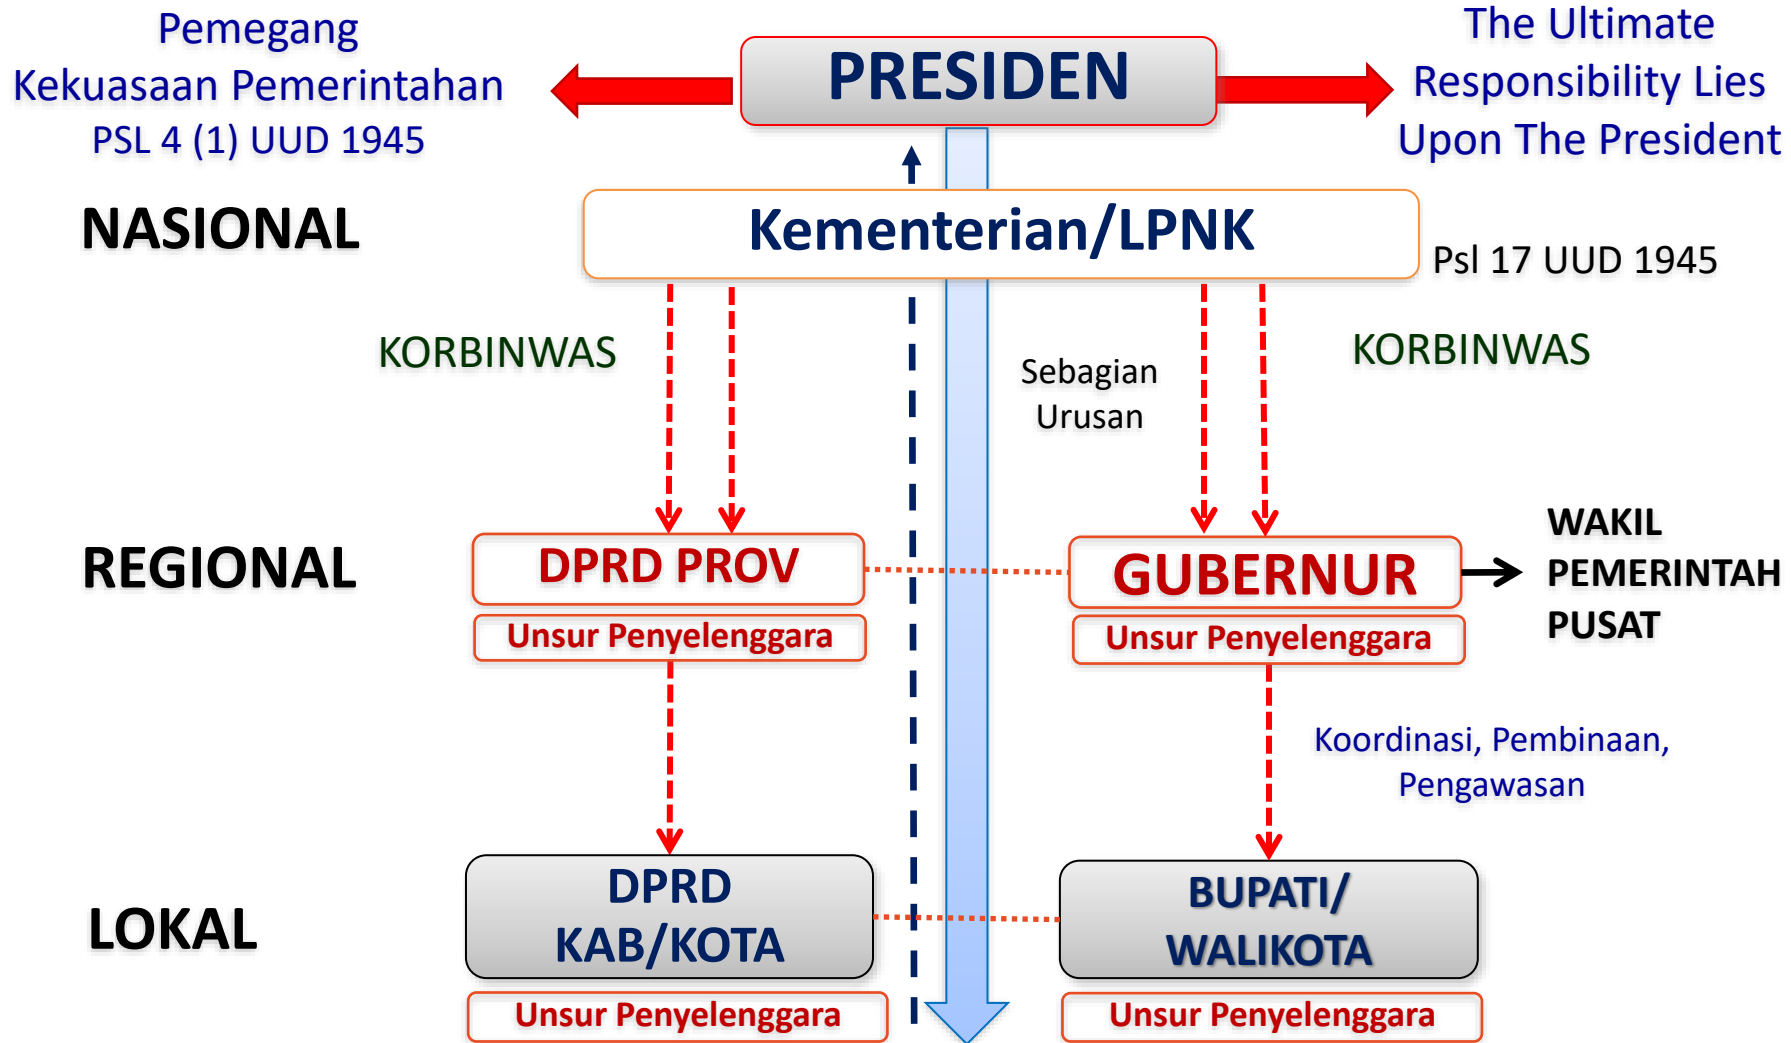 Pemegang
Kekuasaan Pemerintahan
PSL 4 (1) UUD 1945
PRESIDEN
The Ultimate
Responsibility Lies
Upon The President
NASIONAL
Kementerian/LPNK
Psl 17 UUD 1945
KORBINWAS
Sebagian
Urusan
KORBINWAS
REGIONAL
DPRD PROV
Unsur Penyelenggara
GUBERNUR
Unsur Penyelenggara
WAKIL
PEMERINTAH
PUSAT
Koordinasi, Pembinaan,
Pengawasan
LOKAL
DPRD
KAB/KOTA
Unsur Penyelenggara
BUPATI/
WALIKOTA
Unsur Penyelenggara